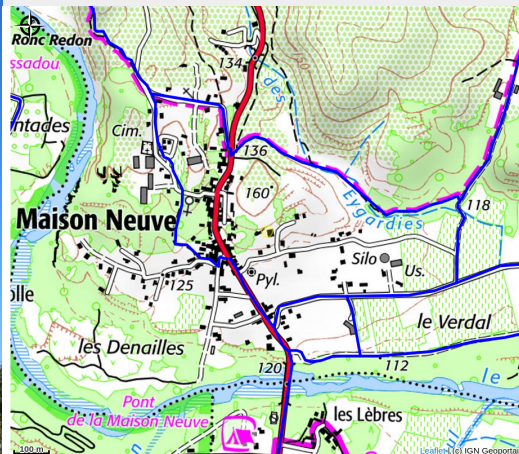 Ronc Redon
ssadou
134
des
ntades
Cim.
136
160
Eygardies
118
Maison Neuve
Silo
Us.
Pyl.
125
olle
le Verdal
les Denailles
112
120
le
Pont
de la Maison Neuve
les Lèbres
100 m
Leaflet | (c) IGN Geoportail